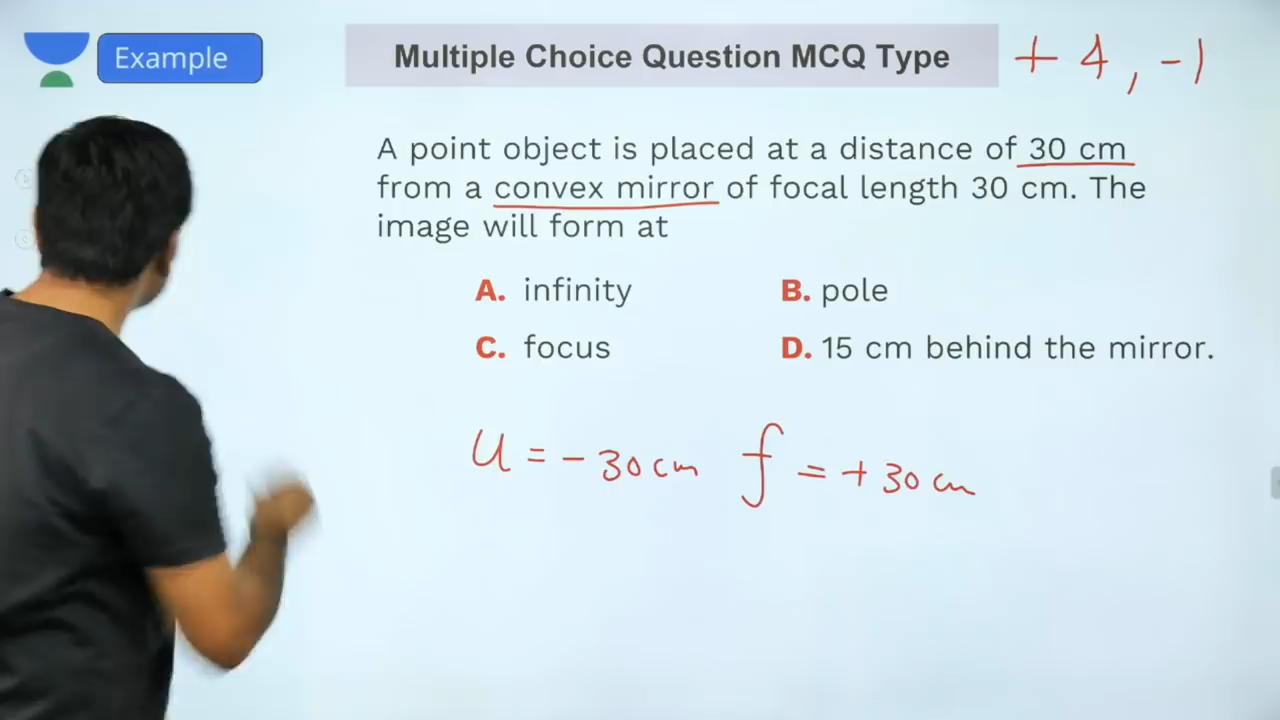 Example
Multiple Choice Question MCQ Type
+ 4, -1
A point object is placed at a distance of 30 cm
from a convex mirror of focal length 30 cm. The
image will form at
A. infinity
B. pole
C. focus
D. 15 cm behind the mirror.
u = - 30 cm f = + 30 cm